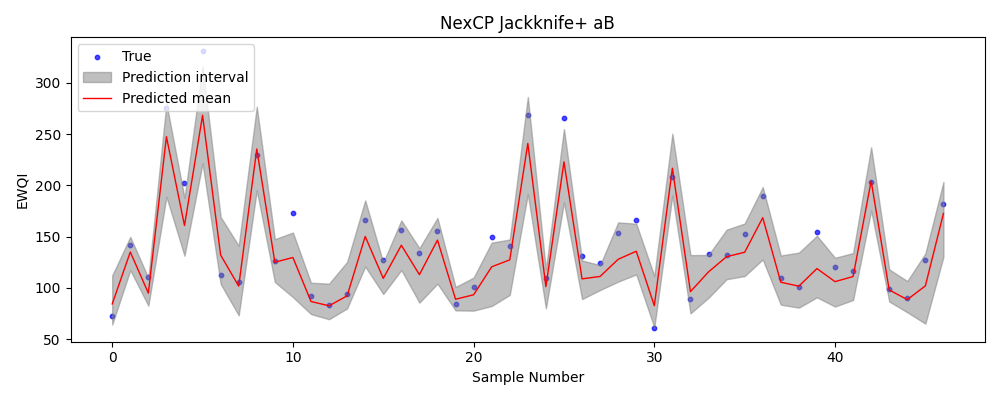 NexCP Jackknife+ aB
True
Prediction interval
Predicted mean
300
250
200
150
100
50
EWQI
0 10 20 30 40
Sample Number